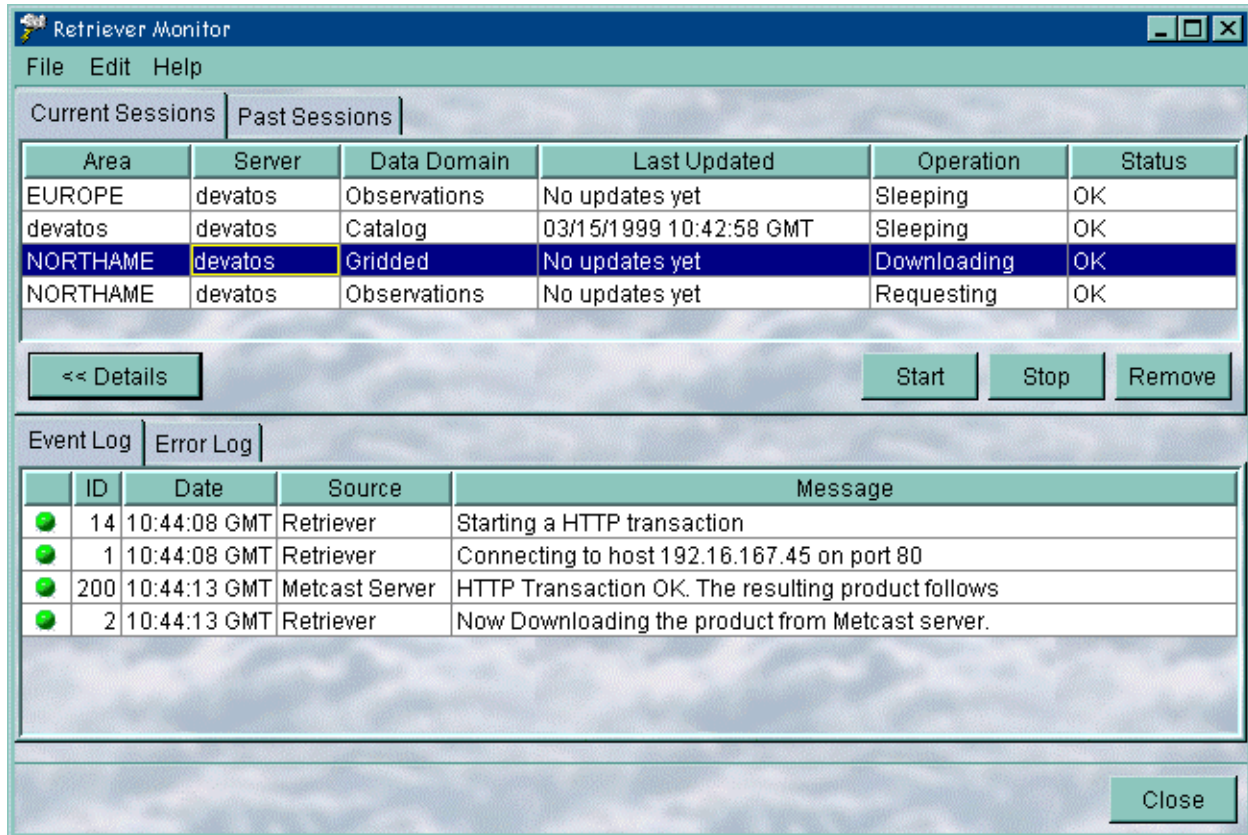 Retriever Monitor
File Edit Help
Current Sessions Past Sessions
Area Server Data Domain Last Updated Operation Status
EUROPE devatos Observations No updates yet Sleeping OK
devatos devatos Catalog 03/15/1999 10:42:58 GMT Sleeping OK
NORTHAME devatos Gridded No updates yet Downloading OK
NORTHAME devatos Observations No updates yet Requesting OK
<< Details Start Stop Remove
Event Log Error Log
ID Date Source Message
14 10:44:08 GMT Retriever Starting a HTTP transaction
1 10:44:08 GMT Retriever Connecting to host 192.16.167.45 on port 80
200 10:44:13 GMT Metcast Server HTTP Transaction OK. The resulting product follows
2 10:44:13 GMT Retriever Now Downloading the product from Metcast server.
Close